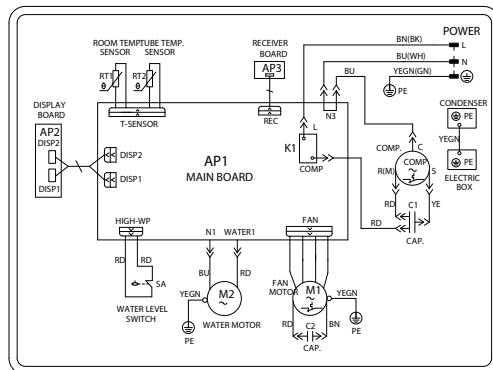 POWER
BN(BK)
L
ROOM TEMP.
SENSOR
TUBE TEMP.
SENSOR
RECEIVER
BOARD
BU(WH)
N
RT1
θ
RT2
θ
AP3
BU
YEGN(GN)
PE
DISPLAY
BOARD
T-SENSOR
REC
N3
CONDENSER
PE
AP2
DISP2
DISP1
DISP2
DISP1
AP1
MAIN BOARD
K1
L
COMP
COMP.
C
COMP
R(M)
S
YEGN
PE
ELECTRIC
BOX
RD
YE
C1
RD
CAP.
HIGH-WP
N1
WATER1
FAN
RD
RD
SA
WATER LEVEL
SWITCH
BU
RD
YEGN
M2
PE
WATER MOTOR
FAN
MOTOR
M1
YEGN
PE
RD
C2
BN
CAP.